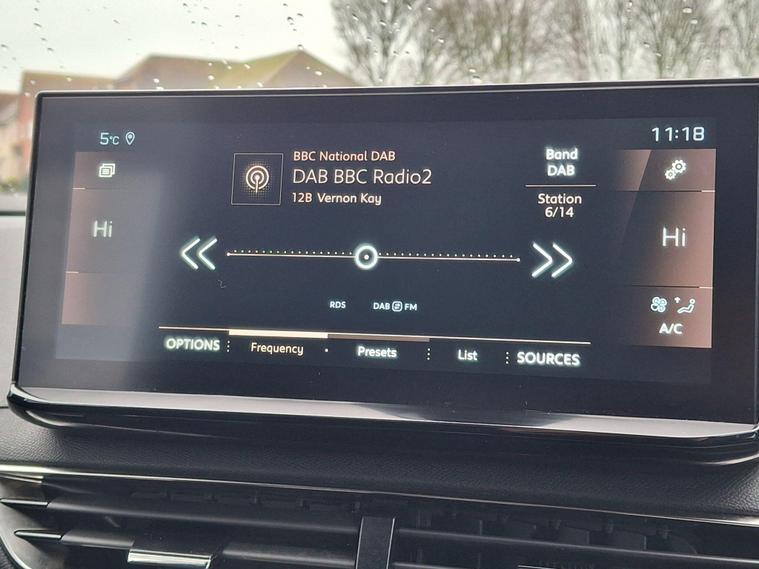 5°C
11:18
BBC National DAB
DAB BBC Radio2
12B Vernon Kay
Band
DAB
Station
6/14
Hi
Hi
RDS
DAB FM
A/C
OPTIONS
Frequency
Presets
List
SOURCES